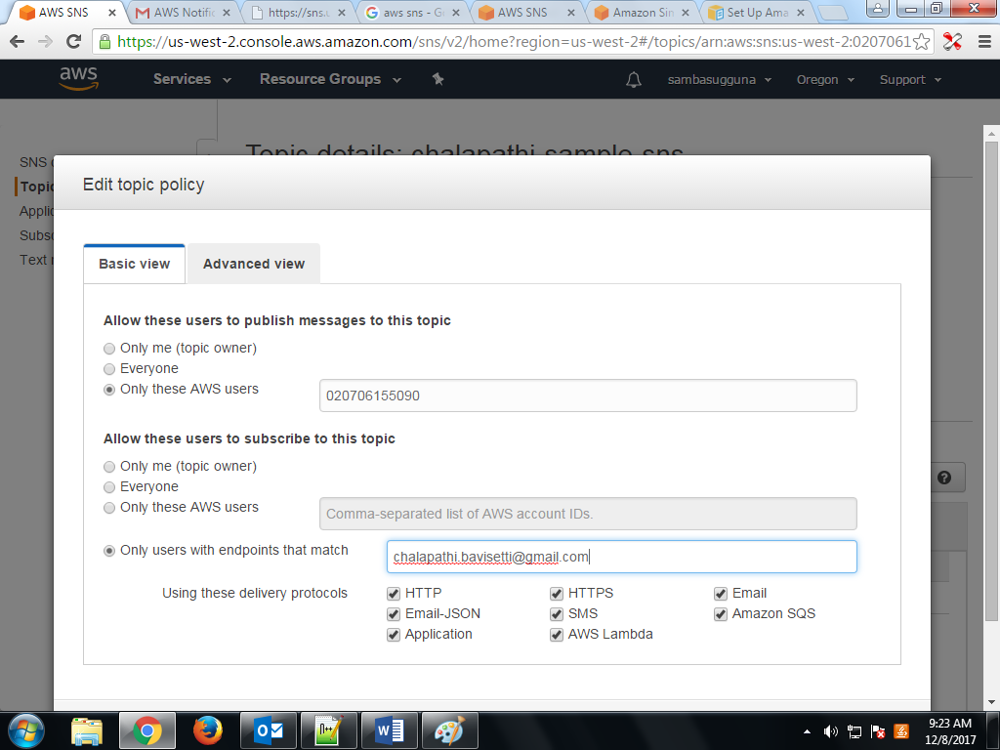 AWS SNS
AWS Notific
https://sns.u
aws sns - G
AWS SNS
Amazon Sim
Set Up Ama
https://us-west-2.console.aws.amazon.com/sns/v2/home?region=us-west-2#/topics/arn:aws:sns:us-west-2:0207061
aws
Services
Resource Groups
sambasugguna
Oregon
Support
Topic details: chalapathi-sample-sns
SNS
Topic
Applic
Subsc
Text
Edit topic policy
Basic view
Advanced view
Allow these users to publish messages to this topic
Only me (topic owner)
Everyone
Only these AWS users
020706155090
Allow these users to subscribe to this topic
Only me (topic owner)
Everyone
Only these AWS users
Comma-separated list of AWS account IDs.
Only users with endpoints that match
chalapathi.bavisetti@gmail.com
Using these delivery protocols
HTTP
HTTPS
Email
Email-JSON
SMS
Amazon SQS
Application
AWS Lambda
9:23 AM
12/8/2017